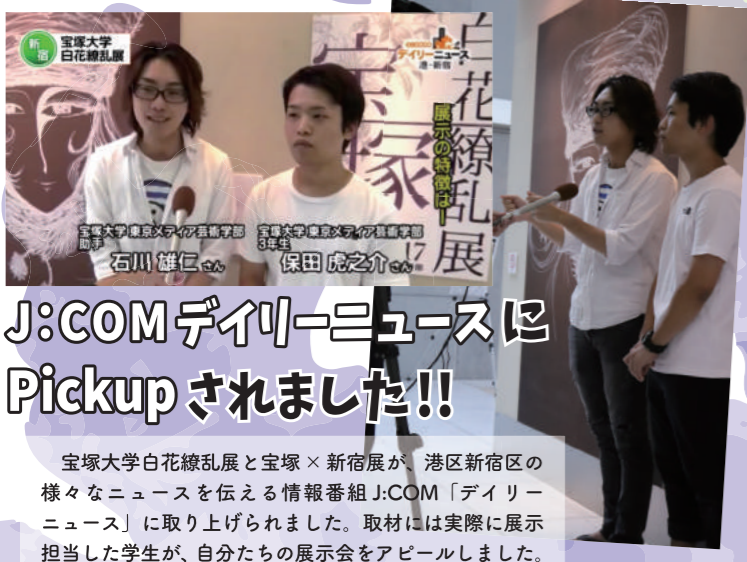 新宿
宝塚大学
白花繚乱展
デイリーニュース
港・新宿
白花繚乱展
宝塚
展示の特徴は―
宝塚大学 東京メディア芸術学部
助手
石川 雄仁さん
宝塚大学 東京メディア芸術学部
3年生
保田 虎之介さん
J:COMデイリーニュースに
Pickupされました!!
宝塚大学白花繚乱展と宝塚×新宿展が、港区新宿区の
様々なニュースを伝える情報番組 J:COM「デイリー
ニュース」に取り上げられました。取材には実際に展示
担当した学生が、自分たちの展示会をアピールしました。